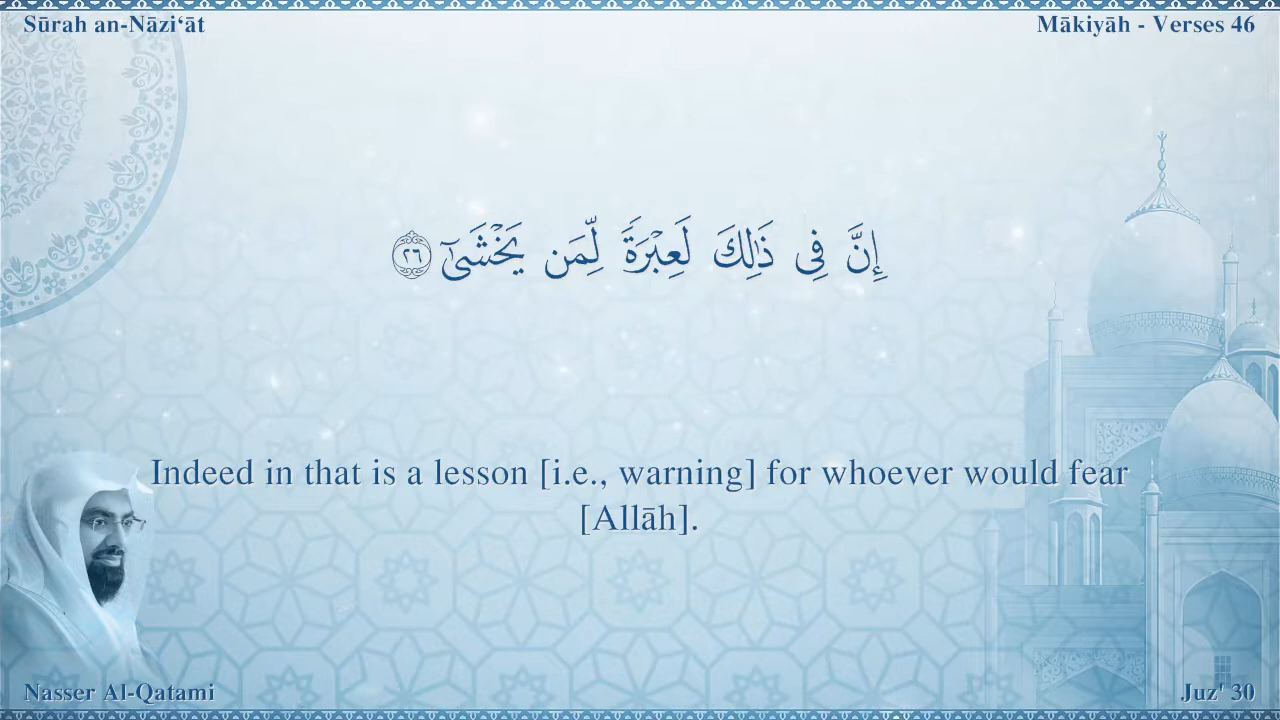 Sūrah an-Nāzi‘āt
Mākiyāh - Verses 46
إِنَّ فِى ذَٰلِكَ لَعِبْرَةً لِّمَن يَخْشَىٰٓ ٢٦
Indeed in that is a lesson [i.e., warning] for whoever would fear
[Allāh].
Nasser Al-Qatami
Juz' 30